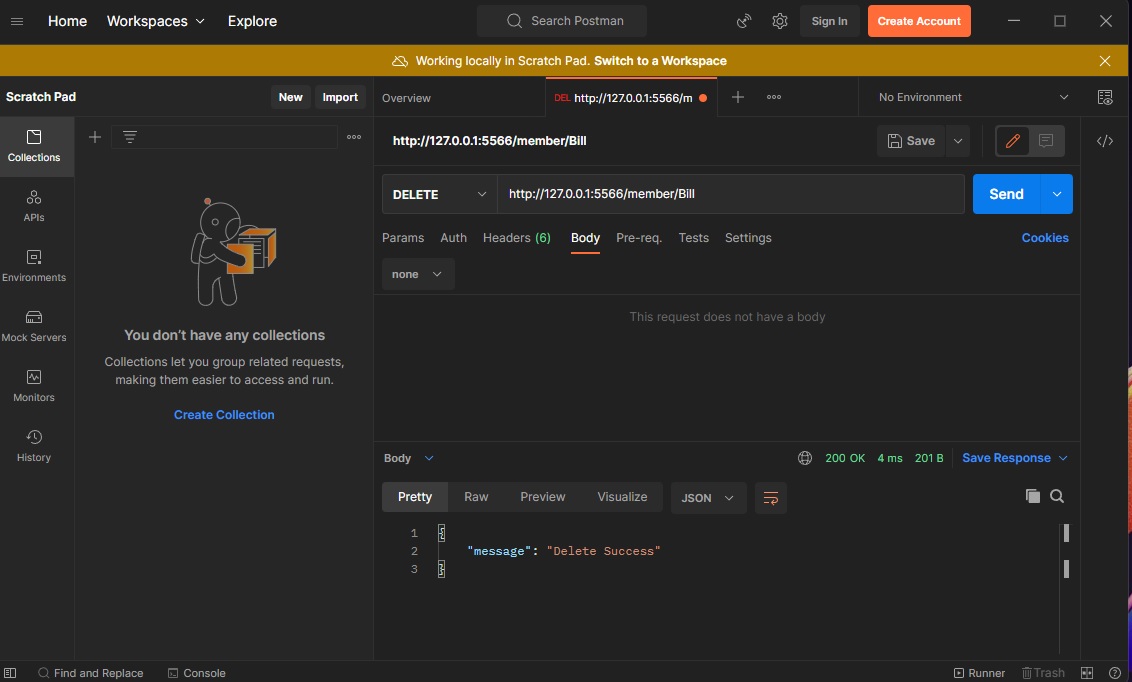 Home Workspaces Explore Search Postman Sign In Create Account
Working locally in Scratch Pad. Switch to a Workspace
Scratch Pad New Import Overview DEL http://127.0.0.1:5566/m No Environment
Collections
APIs
Environments
Mock Servers
Monitors
History
You don't have any collections
Collections let you group related requests,
making them easier to access and run.
Create Collection
http://127.0.0.1:5566/member/Bill Save
DELETE http://127.0.0.1:5566/member/Bill Send
Params Auth Headers (6) Body Pre-req. Tests Settings Cookies
none
This request does not have a body
Body 200 OK 4 ms 201 B Save Response
Pretty Raw Preview Visualize JSON
1 {
2 "message": "Delete Success"
3 }
Find and Replace Console Runner Trash